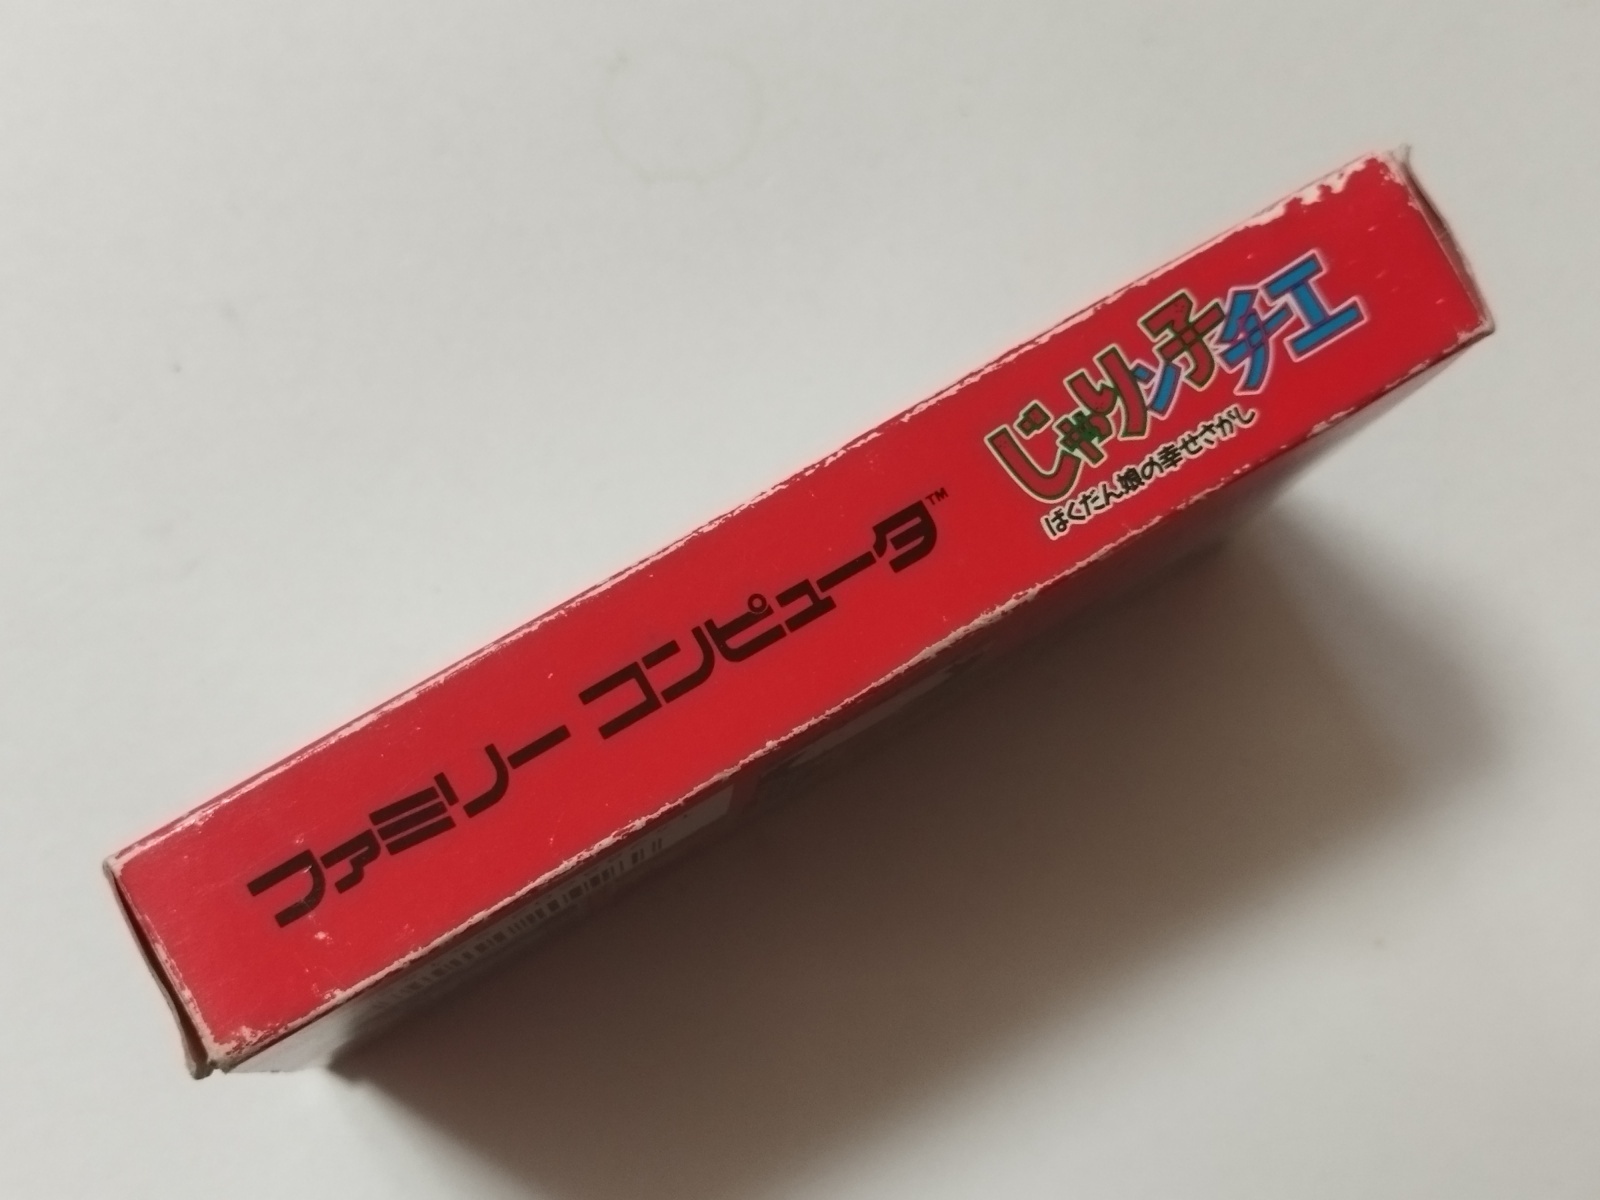 ファミリー コンピュータ™
じゃりン子チエ
ばくだん娘の幸せさがし